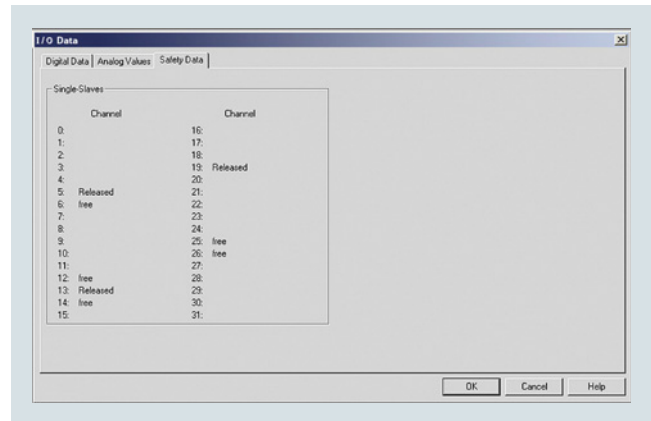 I/O Data
Digital Data Analog Values Safety Data
Single-Slaves
Channel Channel
0: 16:
1: 17:
2: 18:
3: 19: Released
4: 20:
5: Released 21:
6: free 22:
7: 23:
8: 24:
9: 25: free
10: 26: free
11: 27:
12: free 28:
13: Released 29:
14: free 30:
15: 31:
OK Cancel Help